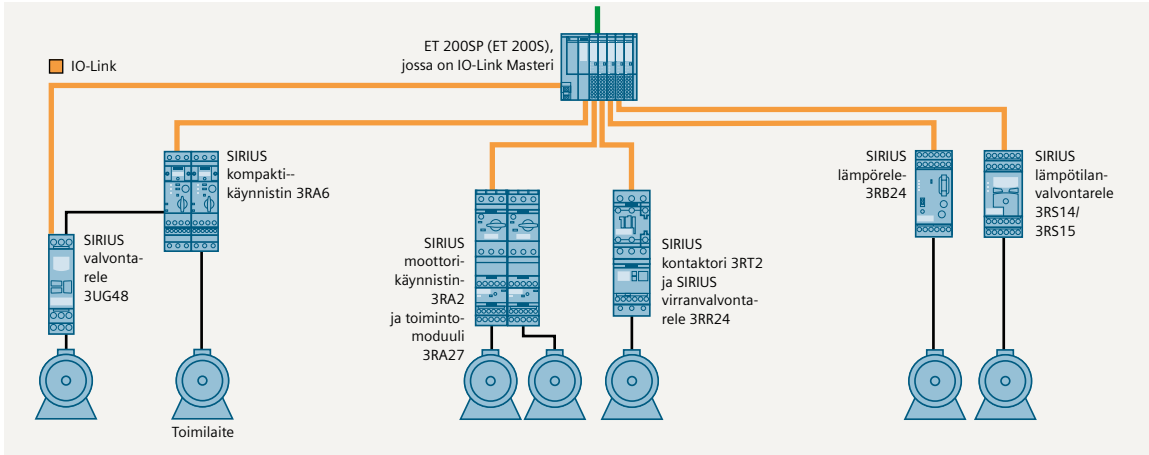 ET 200SP (ET 200S),
jossa on IO-Link Masteri
IO-Link
SIRIUS
kompakti--
käynnistin 3RA6
SIRIUS
valvonta-
rele
3UG48
Toimilaite
SIRIUS
moottori-
käynnistin-
3RA2
ja toiminto-
moduuli
3RA27
SIRIUS
kontaktori 3RT2
ja SIRIUS
virranvalvonta-
rele 3RR24
SIRIUS
lämpörele-
3RB24
SIRIUS
lämpötilan-
valvontarele
3RS14/
3RS15